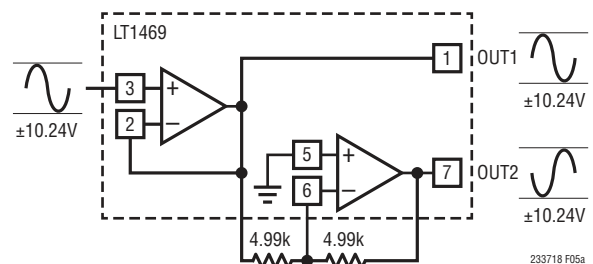 LT1469
3
+
2
−
±10.24V
1
OUT1
±10.24V
5
+
6
−
7
OUT2
±10.24V
4.99k
4.99k
233718 F05a